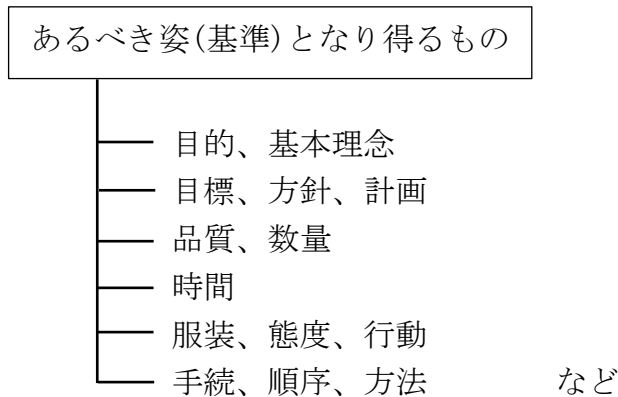 あるべき姿(基準)となり得るもの
目的、基本理念
目標、方針、計画
品質、数量
時間
服装、態度、行動
手続、順序、方法　　　など